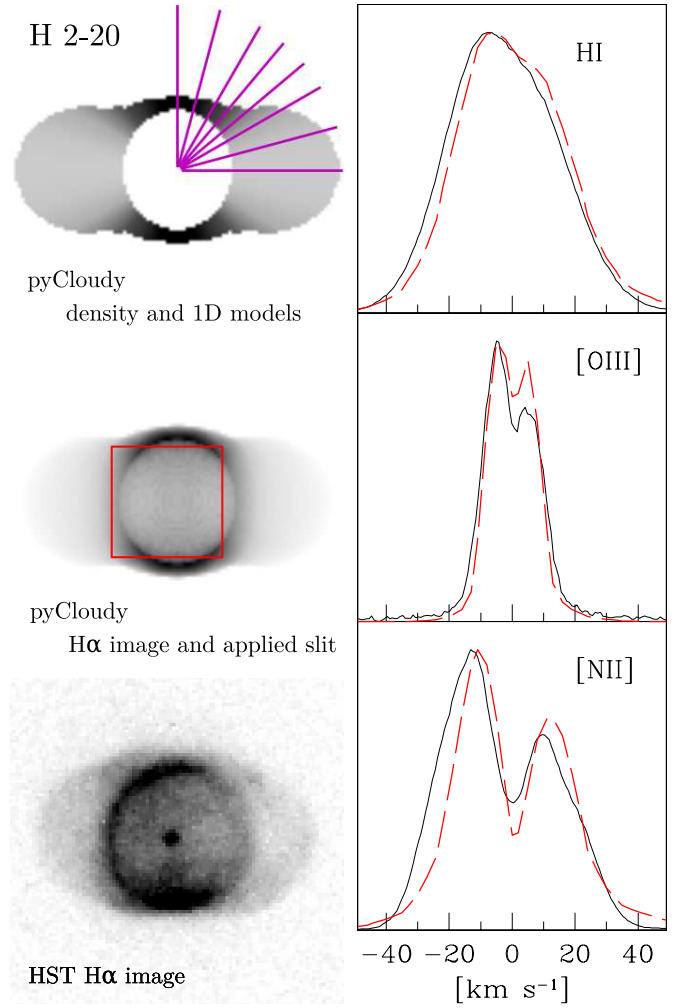 H 2-20
pyCloudy
density and 1D models
pyCloudy
Hα image and applied slit
HST Hα image
HI
[OIII]
[NII]
−40 −20 0 20 40
[km s⁻¹]